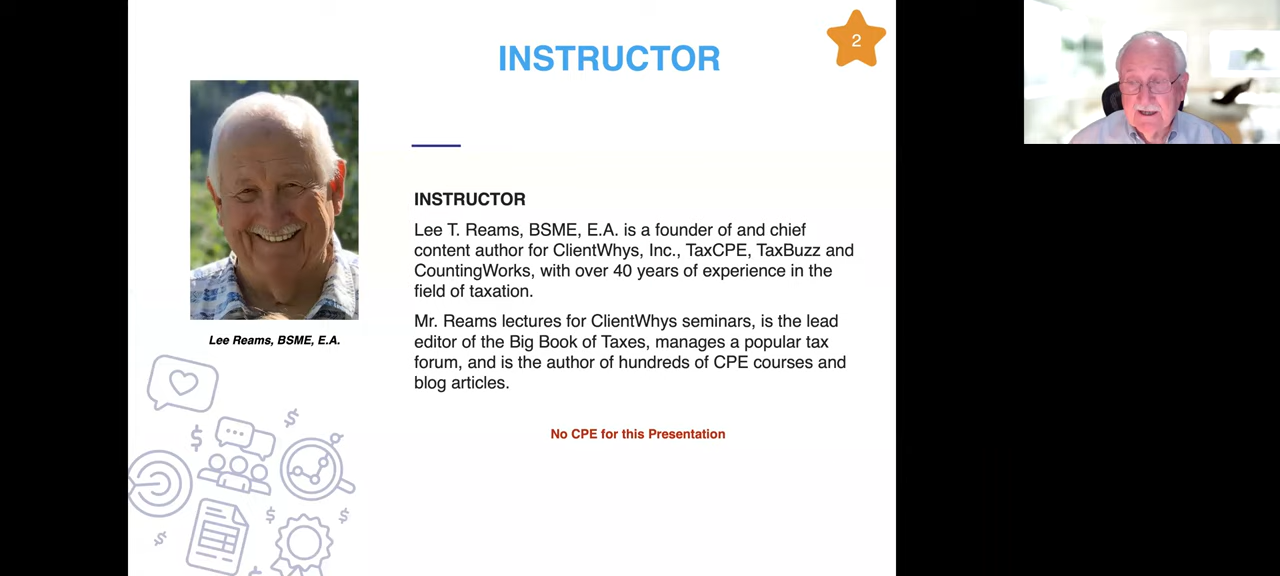 INSTRUCTOR
2
INSTRUCTOR
Lee T. Reams, BSME, E.A. is a founder of and chief
content author for ClientWhys, Inc., TaxCPE, TaxBuzz and
CountingWorks, with over 40 years of experience in the
field of taxation.
Mr. Reams lectures for ClientWhys seminars, is the lead
editor of the Big Book of Taxes, manages a popular tax
forum, and is the author of hundreds of CPE courses and
blog articles.
Lee Reams, BSME, E.A.
No CPE for this Presentation
$
$
$
$
$
$